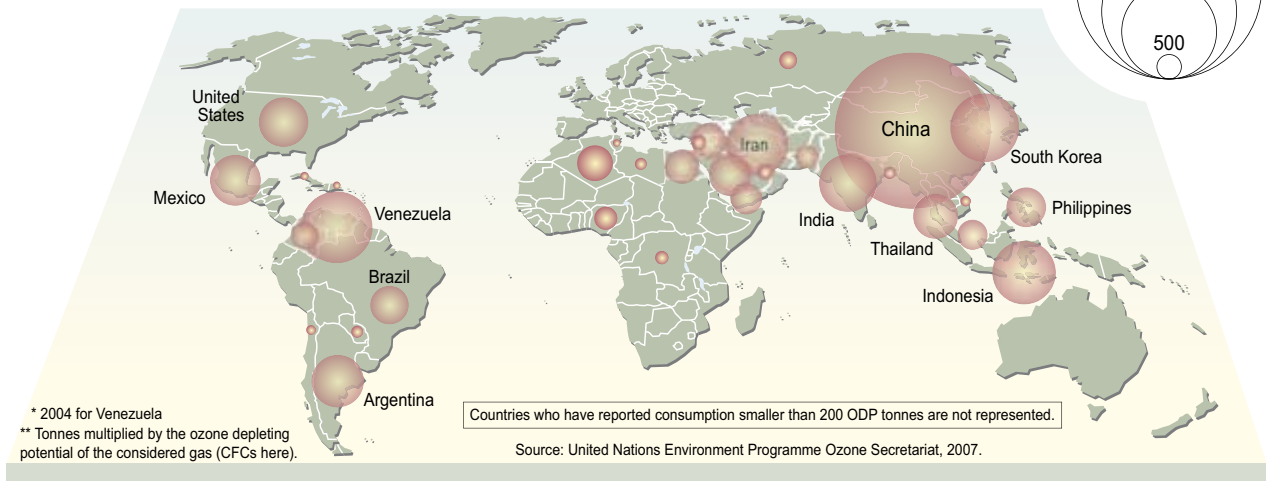 500
United
States
China
Iran
South Korea
Mexico
Venezuela
India
Philippines
Thailand
Brazil
Indonesia
Argentina
* 2004 for Venezuela
** Tonnes multiplied by the ozone depleting
potential of the considered gas (CFCs here).
Countries who have reported consumption smaller than 200 ODP tonnes are not represented.
Source: United Nations Environment Programme Ozone Secretariat, 2007.